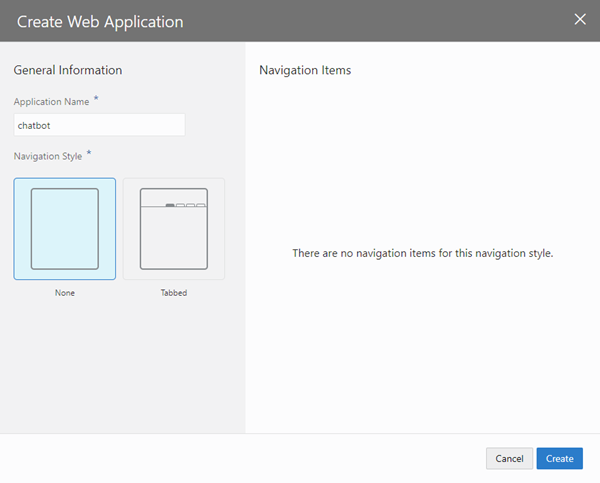 Create Web Application
General Information
Navigation Items
Application Name *
chatbot
Navigation Style *
There are no navigation items for this navigation style.
None
Tabbed
Cancel
Create